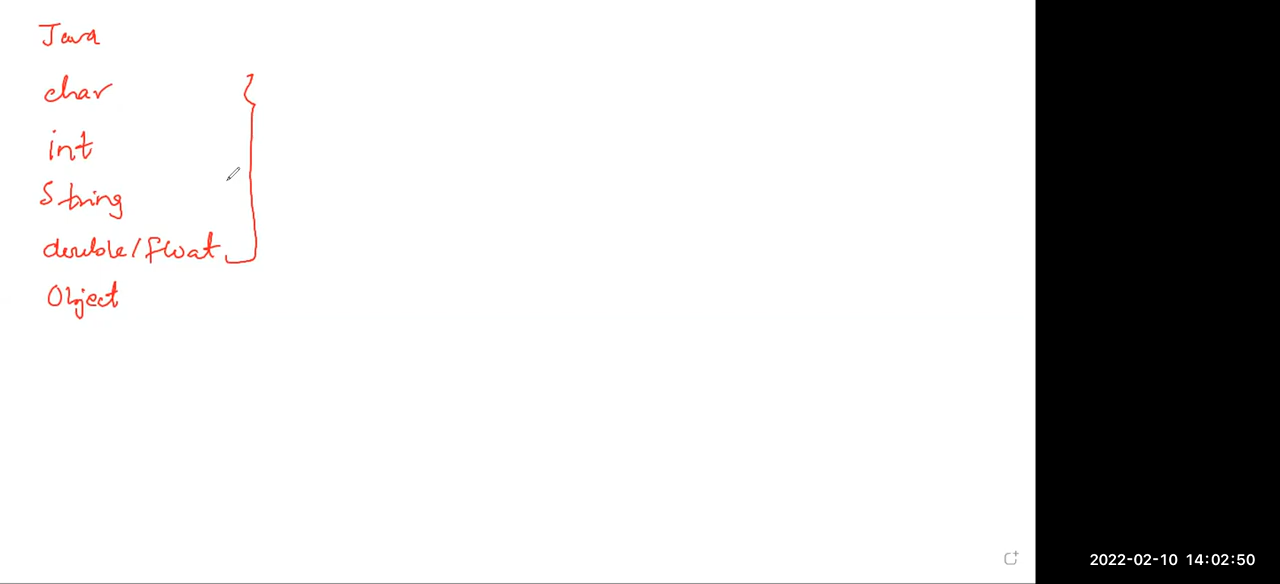 Java
char
int
String
double/float
Object
2022-02-10 14:02:50